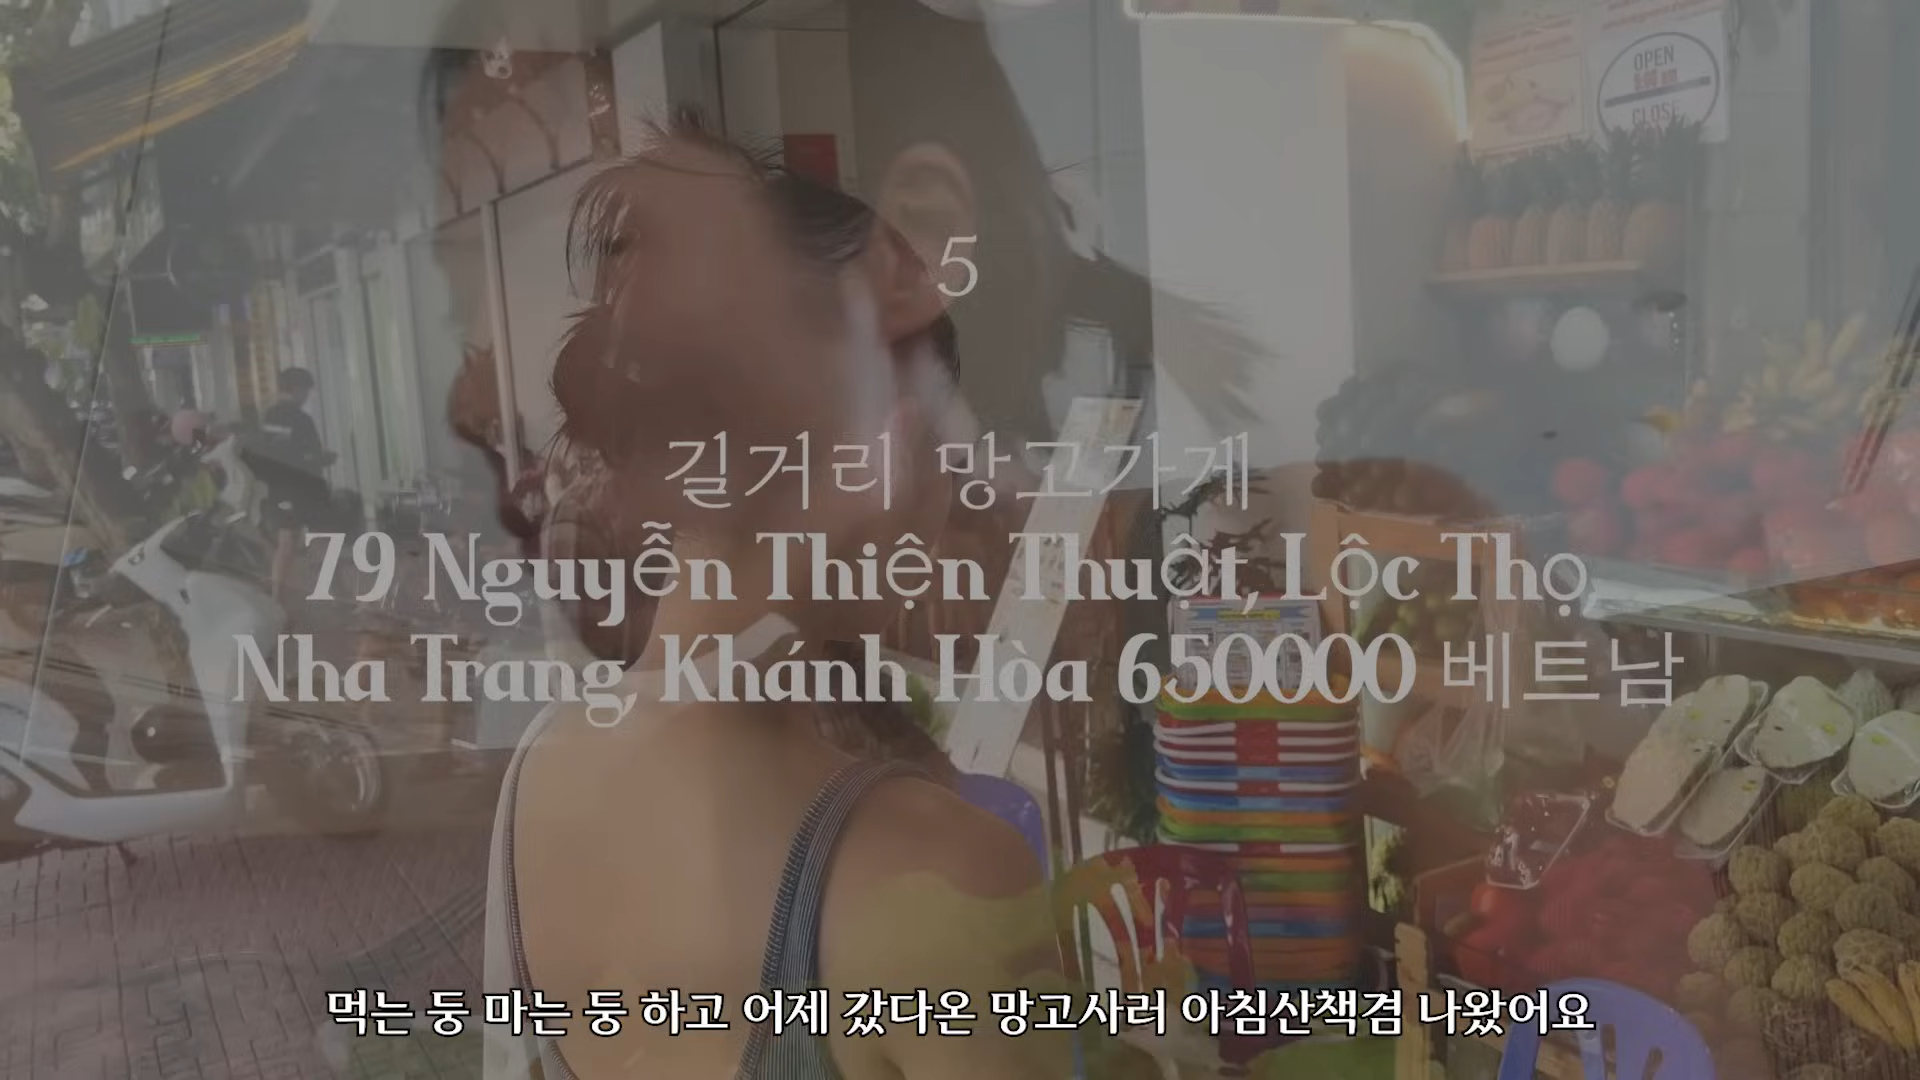 OPEN
CLOSE
5
길거리 망고가게
79 Nguyễn Thiện Thuật, Lộc Thọ
Nha Trang, Khánh Hòa 650000 베트남
먹는 둥 마는 둥 하고 어제 갔다온 망고사러 아침산책겸 나왔어요